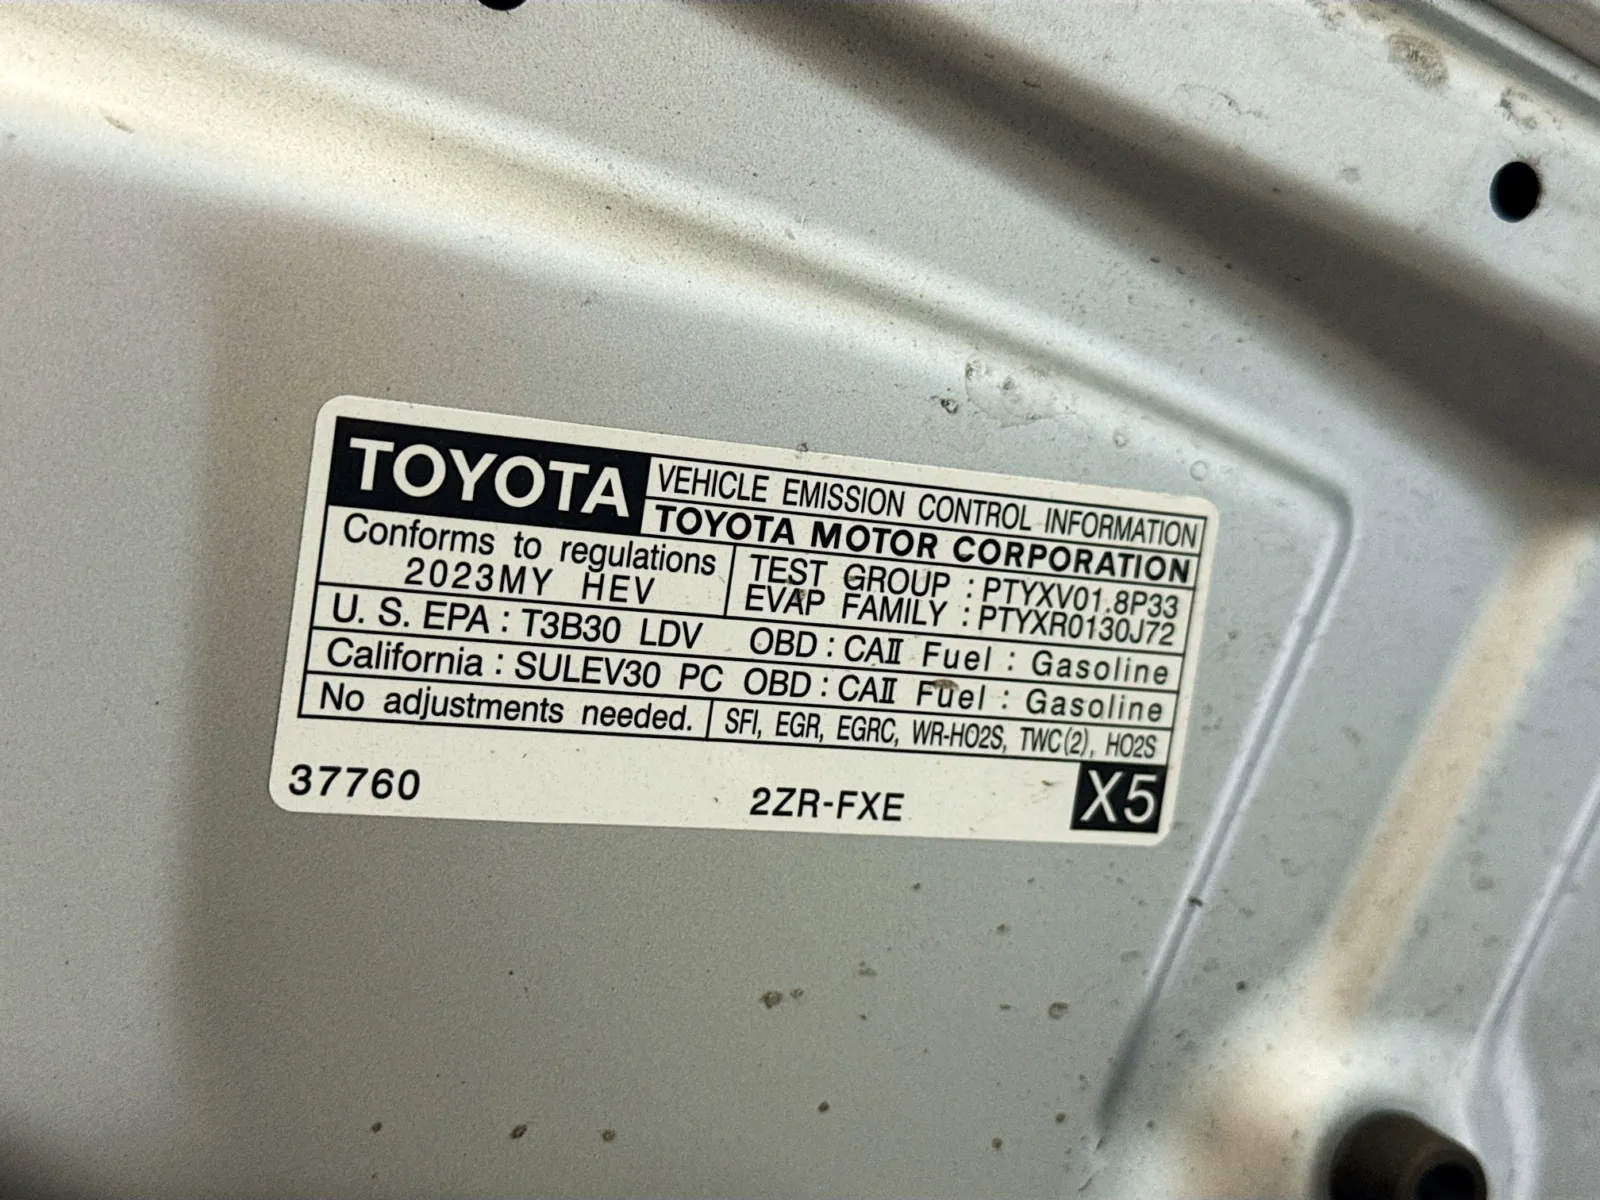 TOYOTA
VEHICLE EMISSION CONTROL INFORMATION
TOYOTA MOTOR CORPORATION
Conforms to regulations
2023MY HEV
TEST GROUP : PTYXV01.8P33
EVAP FAMILY : PTYXR0130J72
U. S. EPA : T3B30 LDV OBD : CAⅡ Fuel : Gasoline
California : SULEV30 PC OBD : CAⅡ Fuel : Gasoline
No adjustments needed. SFI, EGR, EGRC, WR-HO2S, TWC(2), HO2S
37760 2ZR-FXE X5